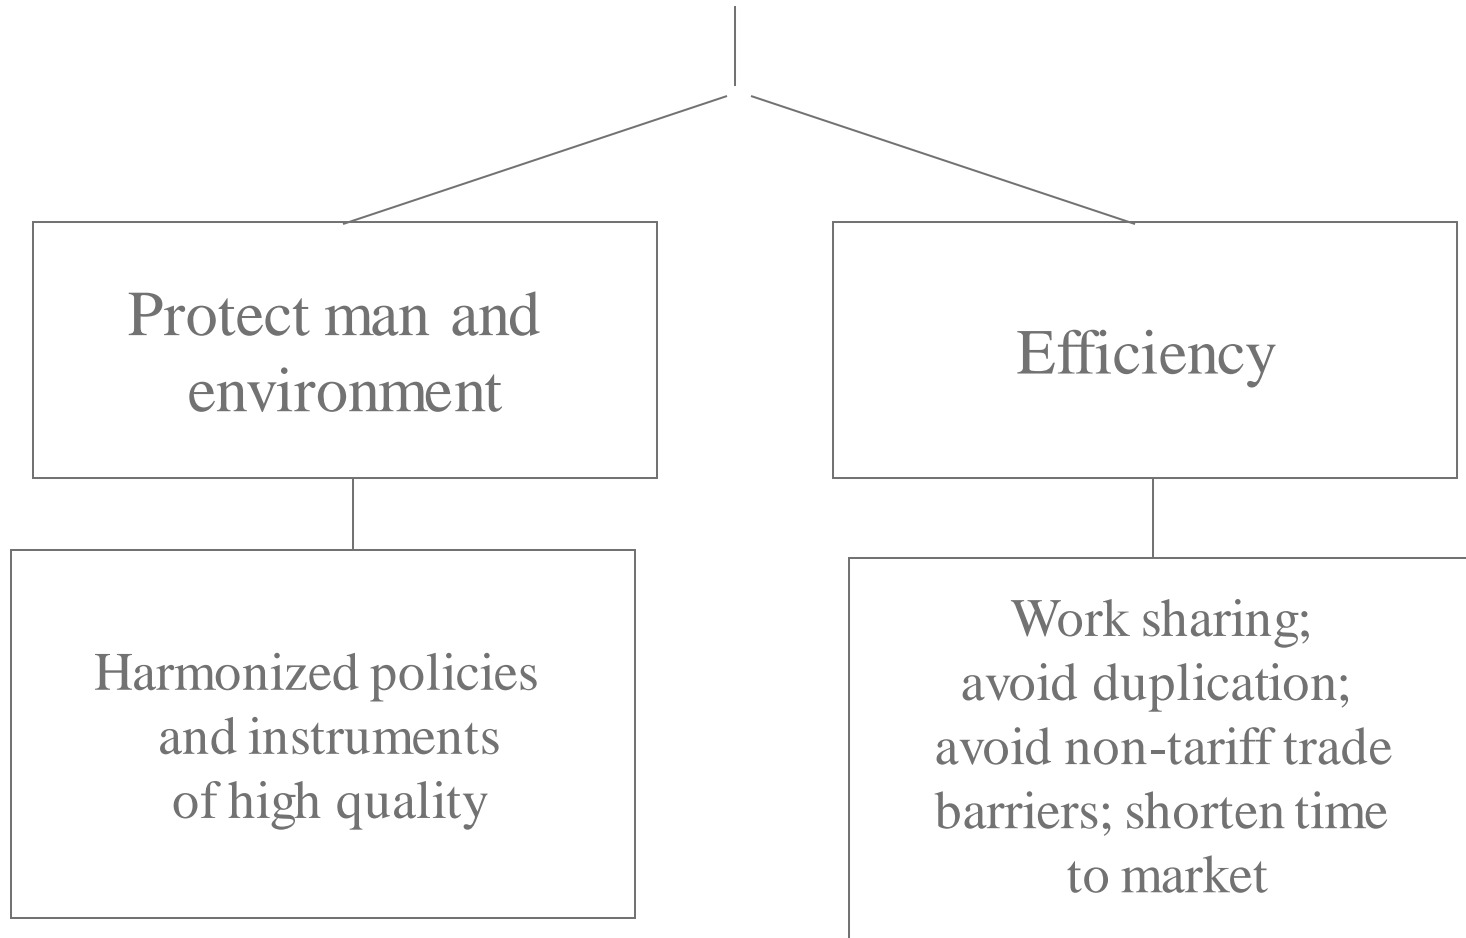 Protect man and
environment
Efficiency
Harmonized policies
and instruments
of high quality
Work sharing;
avoid duplication;
avoid non-tariff trade
barriers; shorten time
to market